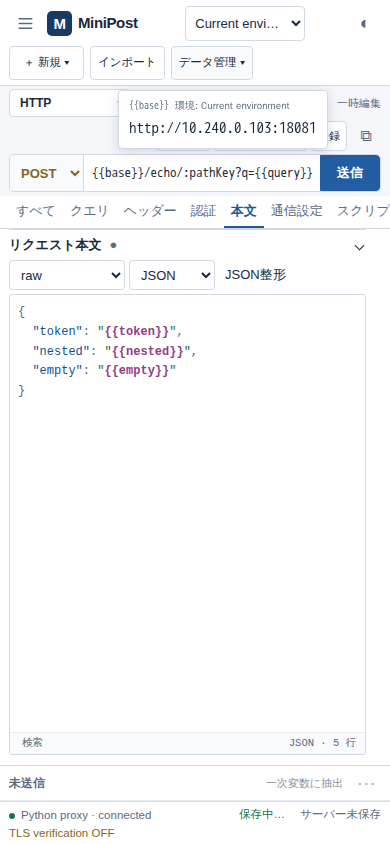 M MiniPost Current envi…
＋ 新規 ▾ インポート データ管理 ▾
HTTP 一時編集
{{base}} 環境: Current environment
http://10.240.0.103:18081
録
POST {{base}}/echo/:pathKey?q={{query}} 送信
すべて クエリ ヘッダー 認証 本文 通信設定 スクリプ
リクエスト本文
raw JSON JSON整形
{
"token": "{{token}}",
"nested": "{{nested}}",
"empty": "{{empty}}"
}
検索 JSON · 5 行
未送信 一次変数に抽出 ···
Python proxy · connected 保存中… サーバー未保存
TLS verification OFF